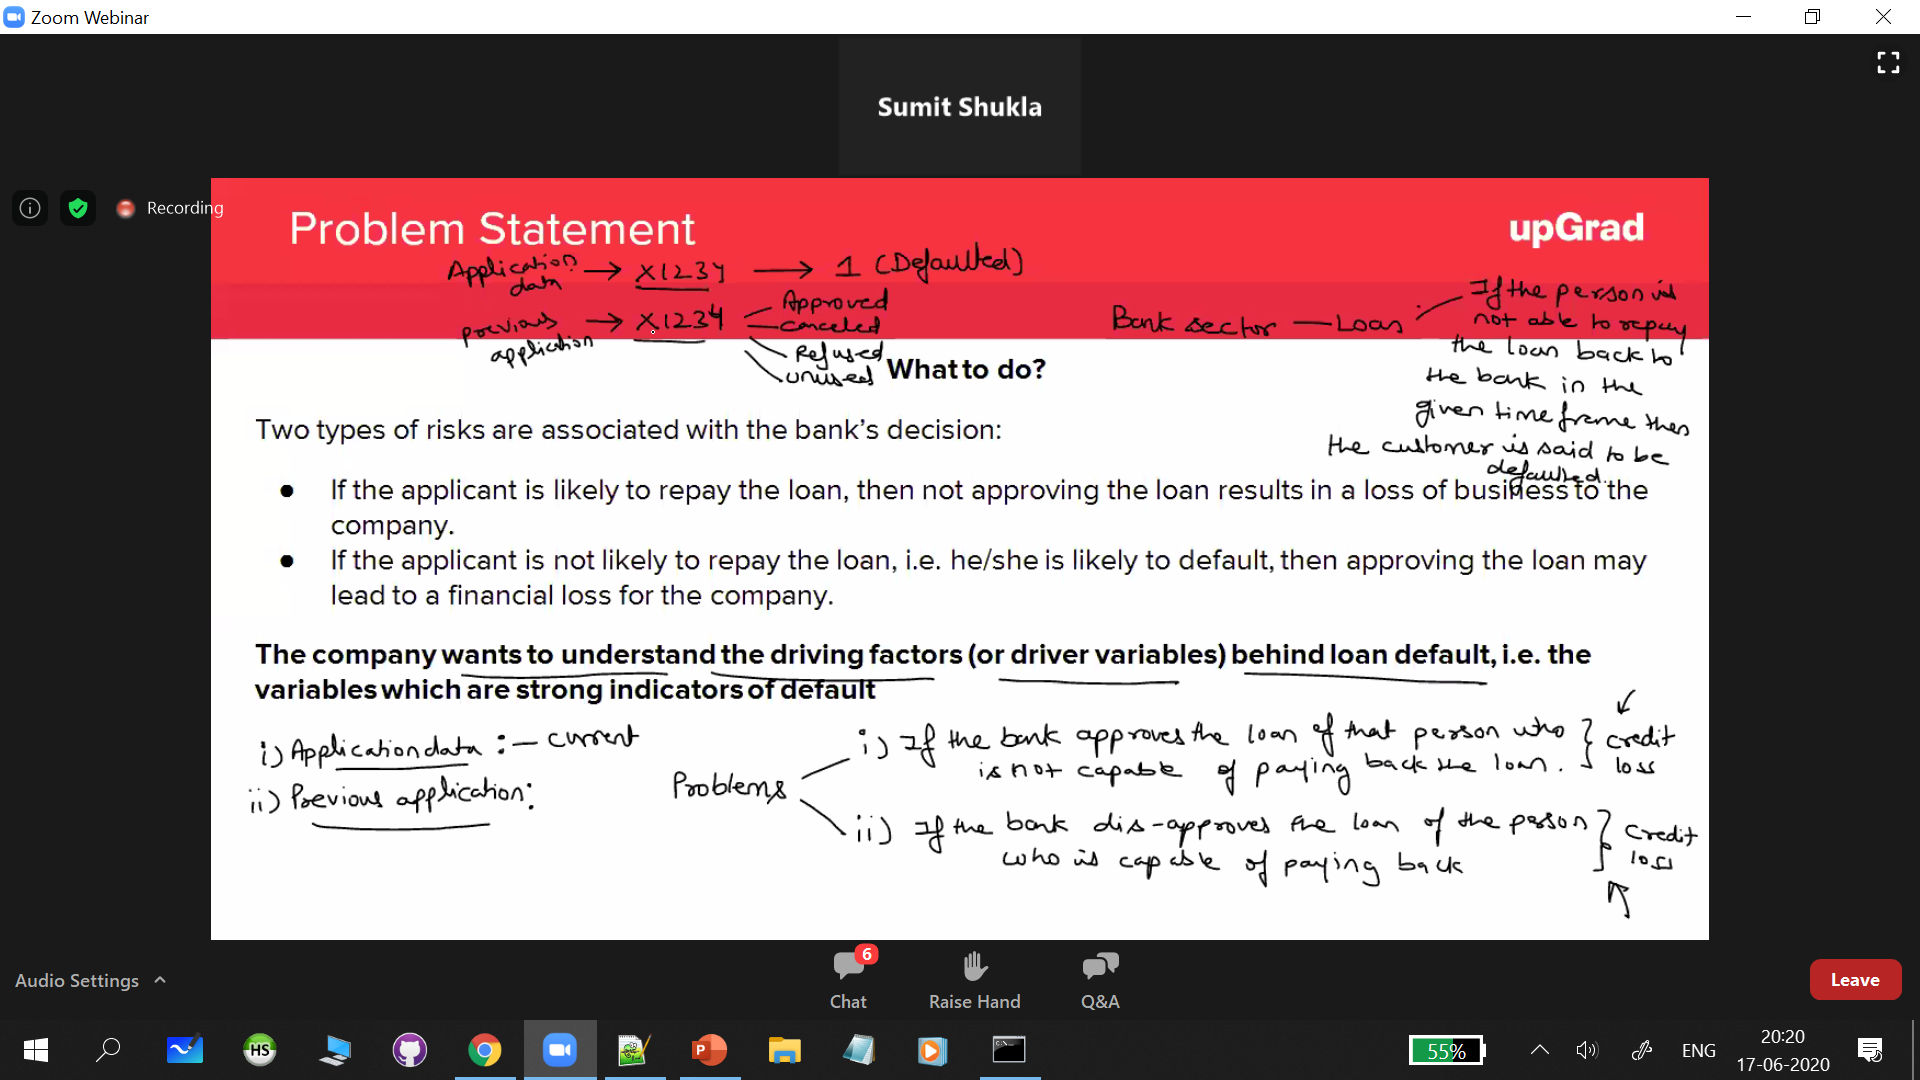 Zoom Webinar
Sumit Shukla
Recording
Problem Statement
upGrad
Application data → X1234 → 1 (Defaulted)
previous application → X1234
Approved
canceled
Refused
unused
Bank sector — Loan
If the person is
not able to repay
the loan back to
the bank in the
given time frame then
the customer is said to be
defaulted.
What to do?
Two types of risks are associated with the bank’s decision:
● If the applicant is likely to repay the loan, then not approving the loan results in a loss of business to the
company.
● If the applicant is not likely to repay the loan, i.e. he/she is likely to default, then approving the loan may
lead to a financial loss for the company.
The company wants to understand the driving factors (or driver variables) behind loan default, i.e. the
variables which are strong indicators of default
i) Application data :- current
ii) Previous application:
Problems
i) If the bank approves the loan of that person who
is not capable of paying back the loan.
credit
loss
ii) If the bank dis-approves the loan of the person
who is capable of paying back
credit
loss
Audio Settings
6
Chat
Raise Hand
Q&A
Leave
HS
P
55%
ENG
20:20
17-06-2020